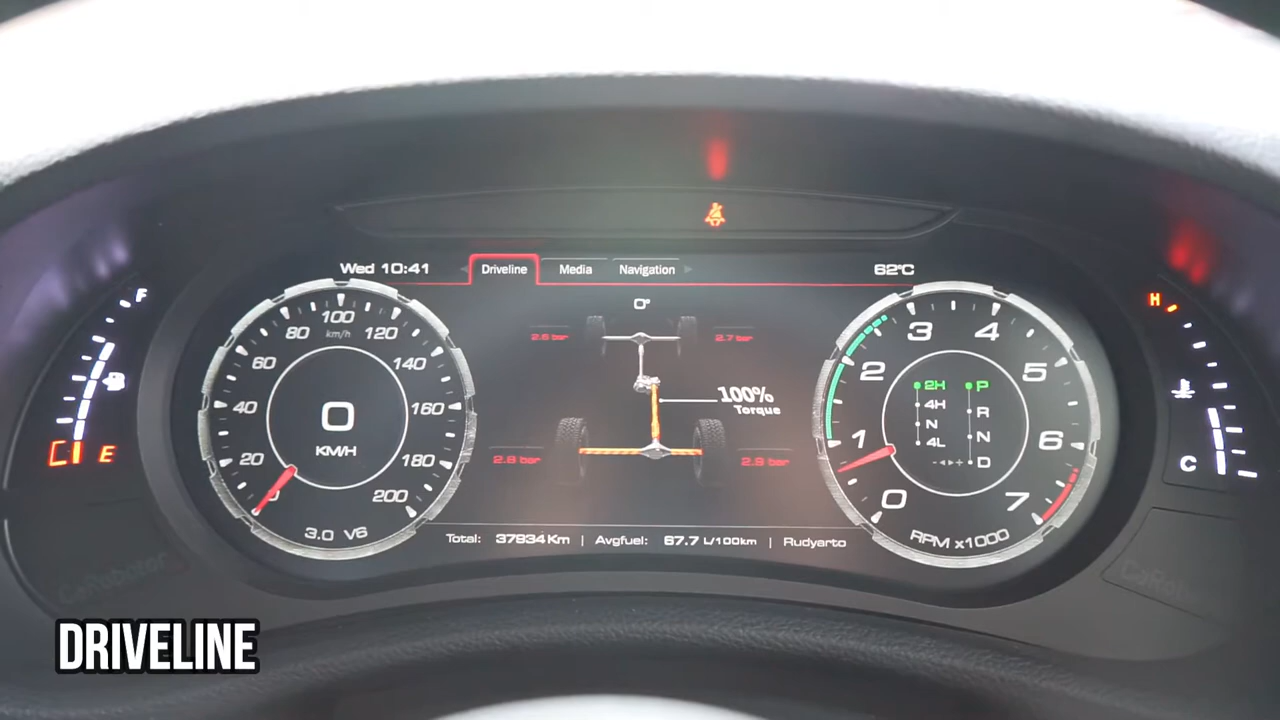 Wed 10:41
Driveline
Media
Navigation
62°C
0°
2.6 bar
2.7 bar
100%
Torque
2.8 bar
2.9 bar
F
E
0
20
40
60
80
100
120
140
160
180
200
km/h
0
KM/H
3.0 V6
0
1
2
3
4
5
6
7
2H
4H
N
4L
P
R
N
D
RPM x1000
H
C
Total: 37934Km | Avgfuel: 67.7 L/100km | Rudyarto
DRIVELINE